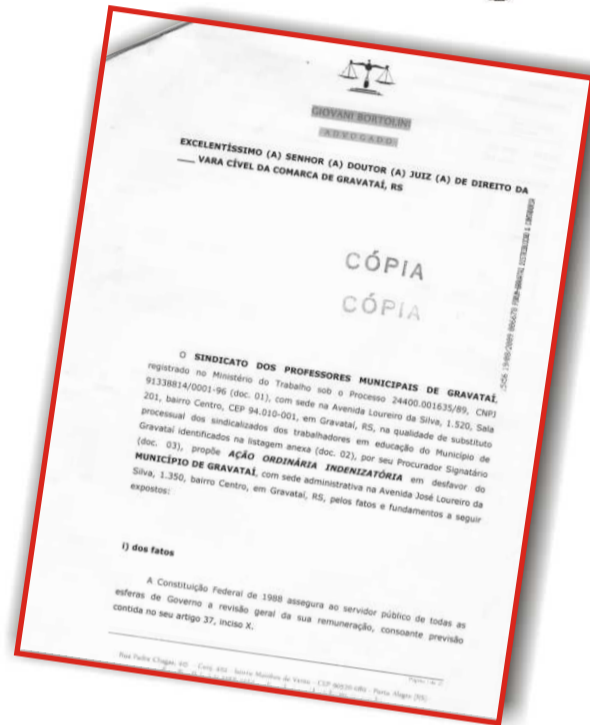 GIOVANI BORTOLINI
ADVOGADO
EXCELENTÍSSIMO (A) SENHOR (A) DOUTOR (A) JUIZ (A) DE DIREITO DA
___ VARA CÍVEL DA COMARCA DE GRAVATAÍ, RS
CÓPIA
CÓPIA
O SINDICATO DOS PROFESSORES MUNICIPAIS DE GRAVATAÍ,
registrado no Ministério do Trabalho sob o Processo 24400.001635/89, CNPJ
91338814/0001-96 (doc. 01), com sede na Avenida Loureiro da Silva, 1.520, Sala
201, bairro Centro, CEP 94.010-001, em Gravataí, RS, na qualidade de substituto
processual dos sindicalizados dos trabalhadores em educação do Município de
Gravataí identificados na listagem anexa (doc. 02), por seu Procurador Signatário
(doc. 03), propõe AÇÃO ORDINÁRIA INDENIZATÓRIA em desfavor do
MUNICÍPIO DE GRAVATAÍ, com sede administrativa na Avenida José Loureiro da
Silva, 1.350, bairro Centro, em Gravataí, RS, pelos fatos e fundamentos a seguir
expostos:
i) dos fatos
A Constituição Federal de 1988 assegura ao servidor público de todas as
esferas de Governo a revisão geral da sua remuneração, consoante previsão
contida no seu artigo 37, inciso X.
Rua Padre Chagas
Porto Alegre (RS)